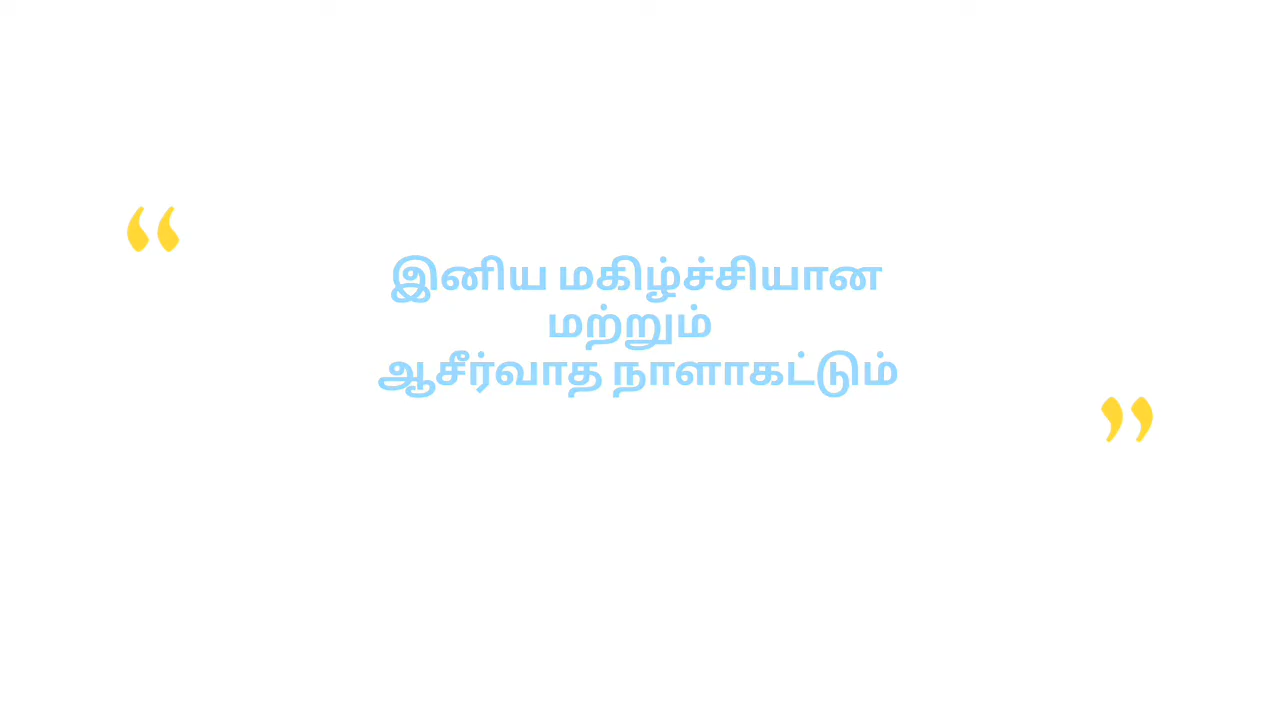 “
இனிய மகிழ்ச்சியான
மற்றும்
ஆசீர்வாத நாளாகட்டும்
”